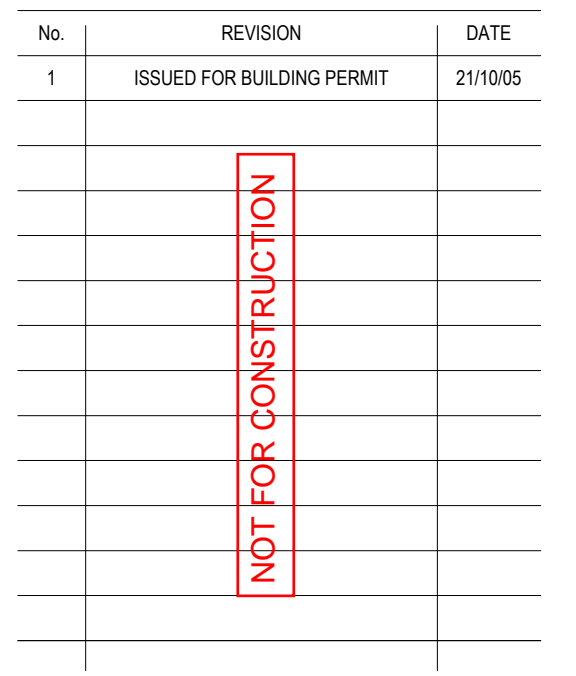 No. REVISION DATE
1 ISSUED FOR BUILDING PERMIT 21/10/05
NOT FOR CONSTRUCTION